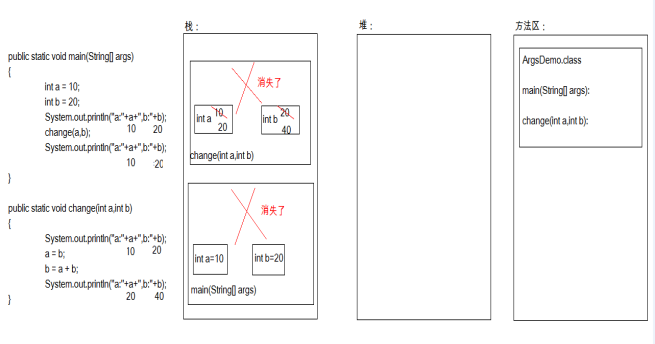 栈：
堆：
方法区：
public static void main(String[] args)
{
int a = 10;
int b = 20;
System.out.println("a:"+a+",b:"+b);
change(a,b);
10 20
System.out.println("a:"+a+",b:"+b);
10 20
}
public static void change(int a,int b)
{
System.out.println("a:"+a+",b:"+b);
a = b;
10 20
b = a + b;
System.out.println("a:"+a+",b:"+b);
20 40
}
消失了
int a 10
20
int b 20
40
change(int a,int b)
消失了
int a=10
int b=20
main(String[] args)
ArgsDemo.class
main(String[] args):
change(int a,int b):